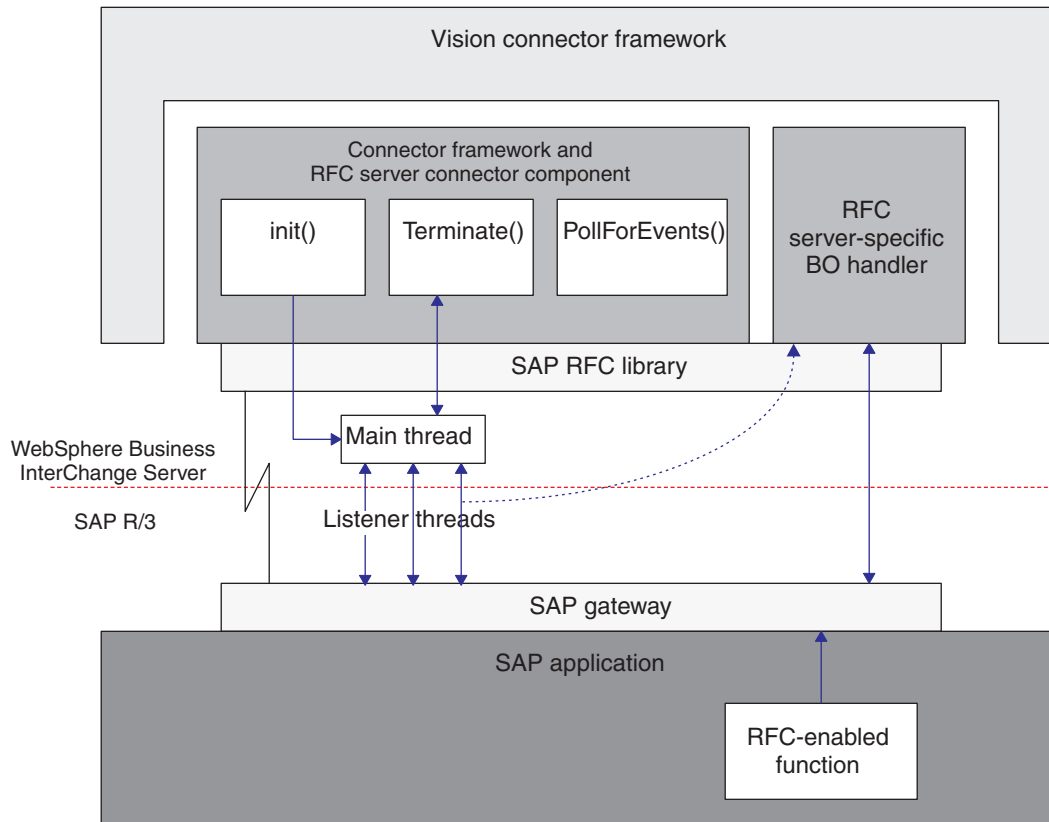 Vision connector framework
Connector framework and
RFC server connector component
init()
Terminate()
PollForEvents()
RFC
server-specific
BO handler
SAP RFC library
Main thread
WebSphere Business
InterChange Server
SAP R/3
Listener threads
SAP gateway
SAP application
RFC-enabled
function